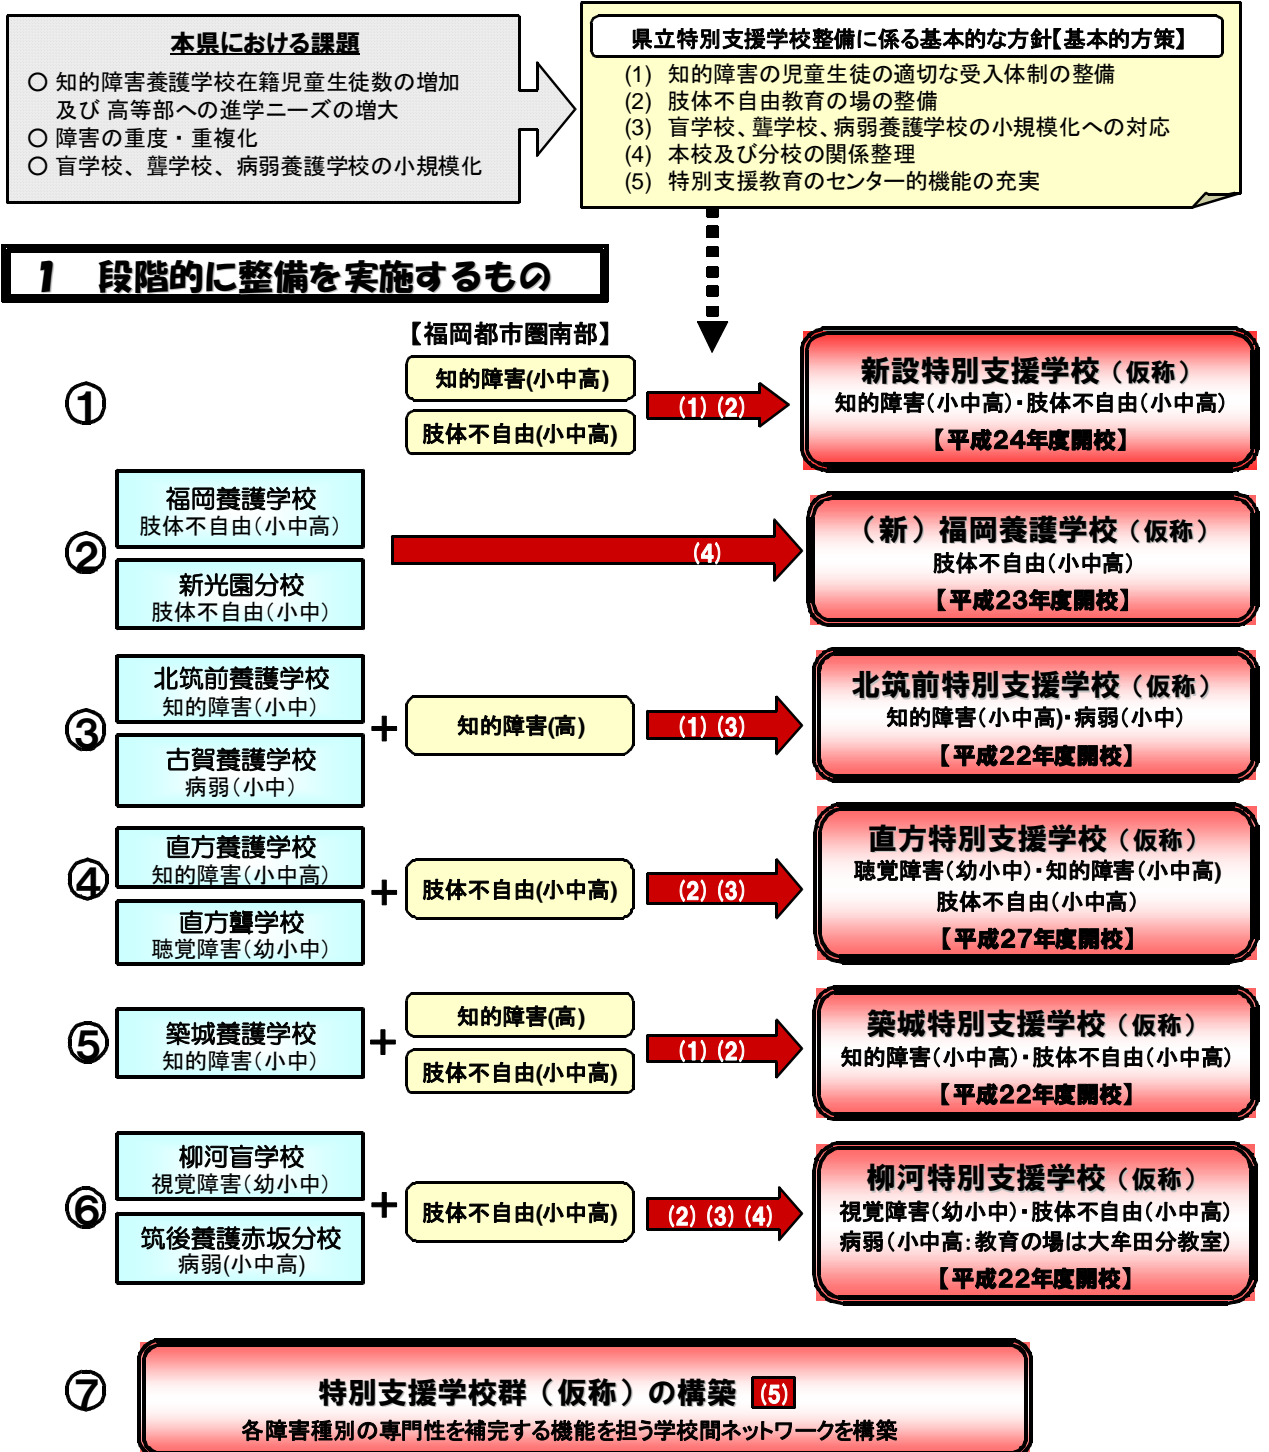 本県における課題
〇 知的障害養護学校在籍児童生徒数の増加
及び 高等部への進学ニーズの増大
〇 障害の重度・重複化
〇 盲学校、聾学校、病弱養護学校の小規模化
県立特別支援学校整備に係る基本的な方針【基本的方策】
(1) 知的障害の児童生徒の適切な受入体制の整備
(2) 肢体不自由教育の場の整備
(3) 盲学校、聾学校、病弱養護学校の小規模化への対応
(4) 本校及び分校の関係整理
(5) 特別支援教育のセンター的機能の充実
1 段階的に整備を実施するもの
【福岡都市圏南部】
①
知的障害(小中高)
肢体不自由(小中高)
(1) (2)
新設特別支援学校（仮称）
知的障害（小中高）・肢体不自由（小中高）
【平成24年度開校】
②
福岡養護学校
肢体不自由（小中高）
新光園分校
肢体不自由（小中）
(4)
（新）福岡養護学校（仮称）
肢体不自由（小中高）
【平成23年度開校】
③
北筑前養護学校
知的障害（小中）
古賀養護学校
病弱（小中）
+
知的障害(高)
(1) (3)
北筑前特別支援学校（仮称）
知的障害（小中高)・病弱（小中）
【平成22年度開校】
④
直方養護学校
知的障害（小中高）
直方聾学校
聴覚障害（幼小中）
+
肢体不自由(小中高)
(2) (3)
直方特別支援学校（仮称）
聴覚障害（幼小中）・知的障害（小中高)
肢体不自由（小中高）
【平成27年度開校】
⑤
築城養護学校
知的障害（小中）
+
知的障害(高)
肢体不自由(小中高)
(1) (2)
築城特別支援学校（仮称）
知的障害（小中高）・肢体不自由（小中高）
【平成22年度開校】
⑥
柳河盲学校
視覚障害（幼小中）
筑後養護赤坂分校
病弱(小中高)
+
肢体不自由(小中高)
(2) (3) (4)
柳河特別支援学校（仮称）
視覚障害（幼小中）・肢体不自由（小中高）
病弱（小中高：教育の場は大牟田分教室）
【平成22年度開校】
⑦
特別支援学校群（仮称）の構築 (5)
各障害種別の専門性を補完する機能を担う学校間ネットワークを構築